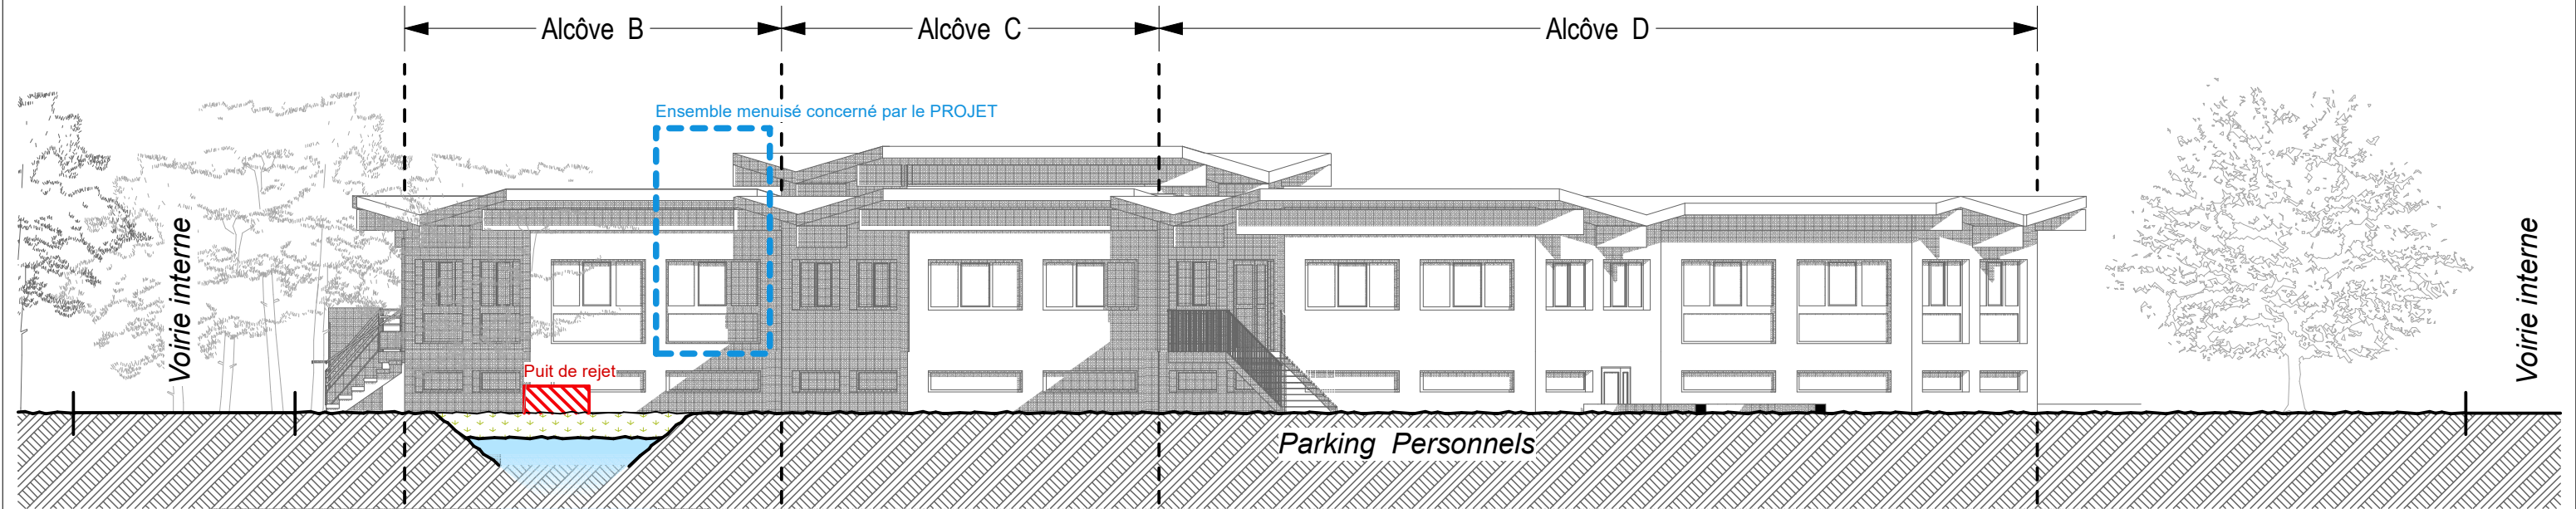 Alcôve B
Alcôve C
Alcôve D
Ensemble menuisé concerné par le PROJET
Voirie interne
Voirie interne
Puit de rejet
Parking Personnels